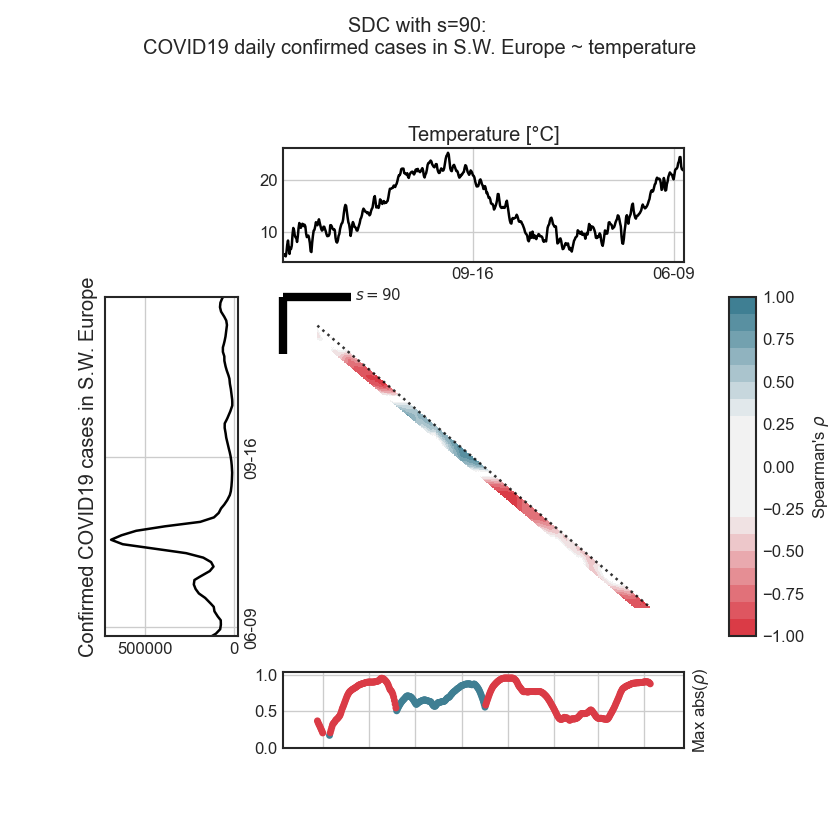 SDC with s=90:
COVID19 daily confirmed cases in S.W. Europe ~ temperature
Temperature [°C]
20
10
09-16
06-09
s = 90
Confirmed COVID19 cases in S.W. Europe
09-16
06-09
500000
0
1.00
0.75
0.50
0.25
0.00
−0.25
−0.50
−0.75
−1.00
Spearman's ρ
1.0
0.5
0.0
Max abs(ρ)